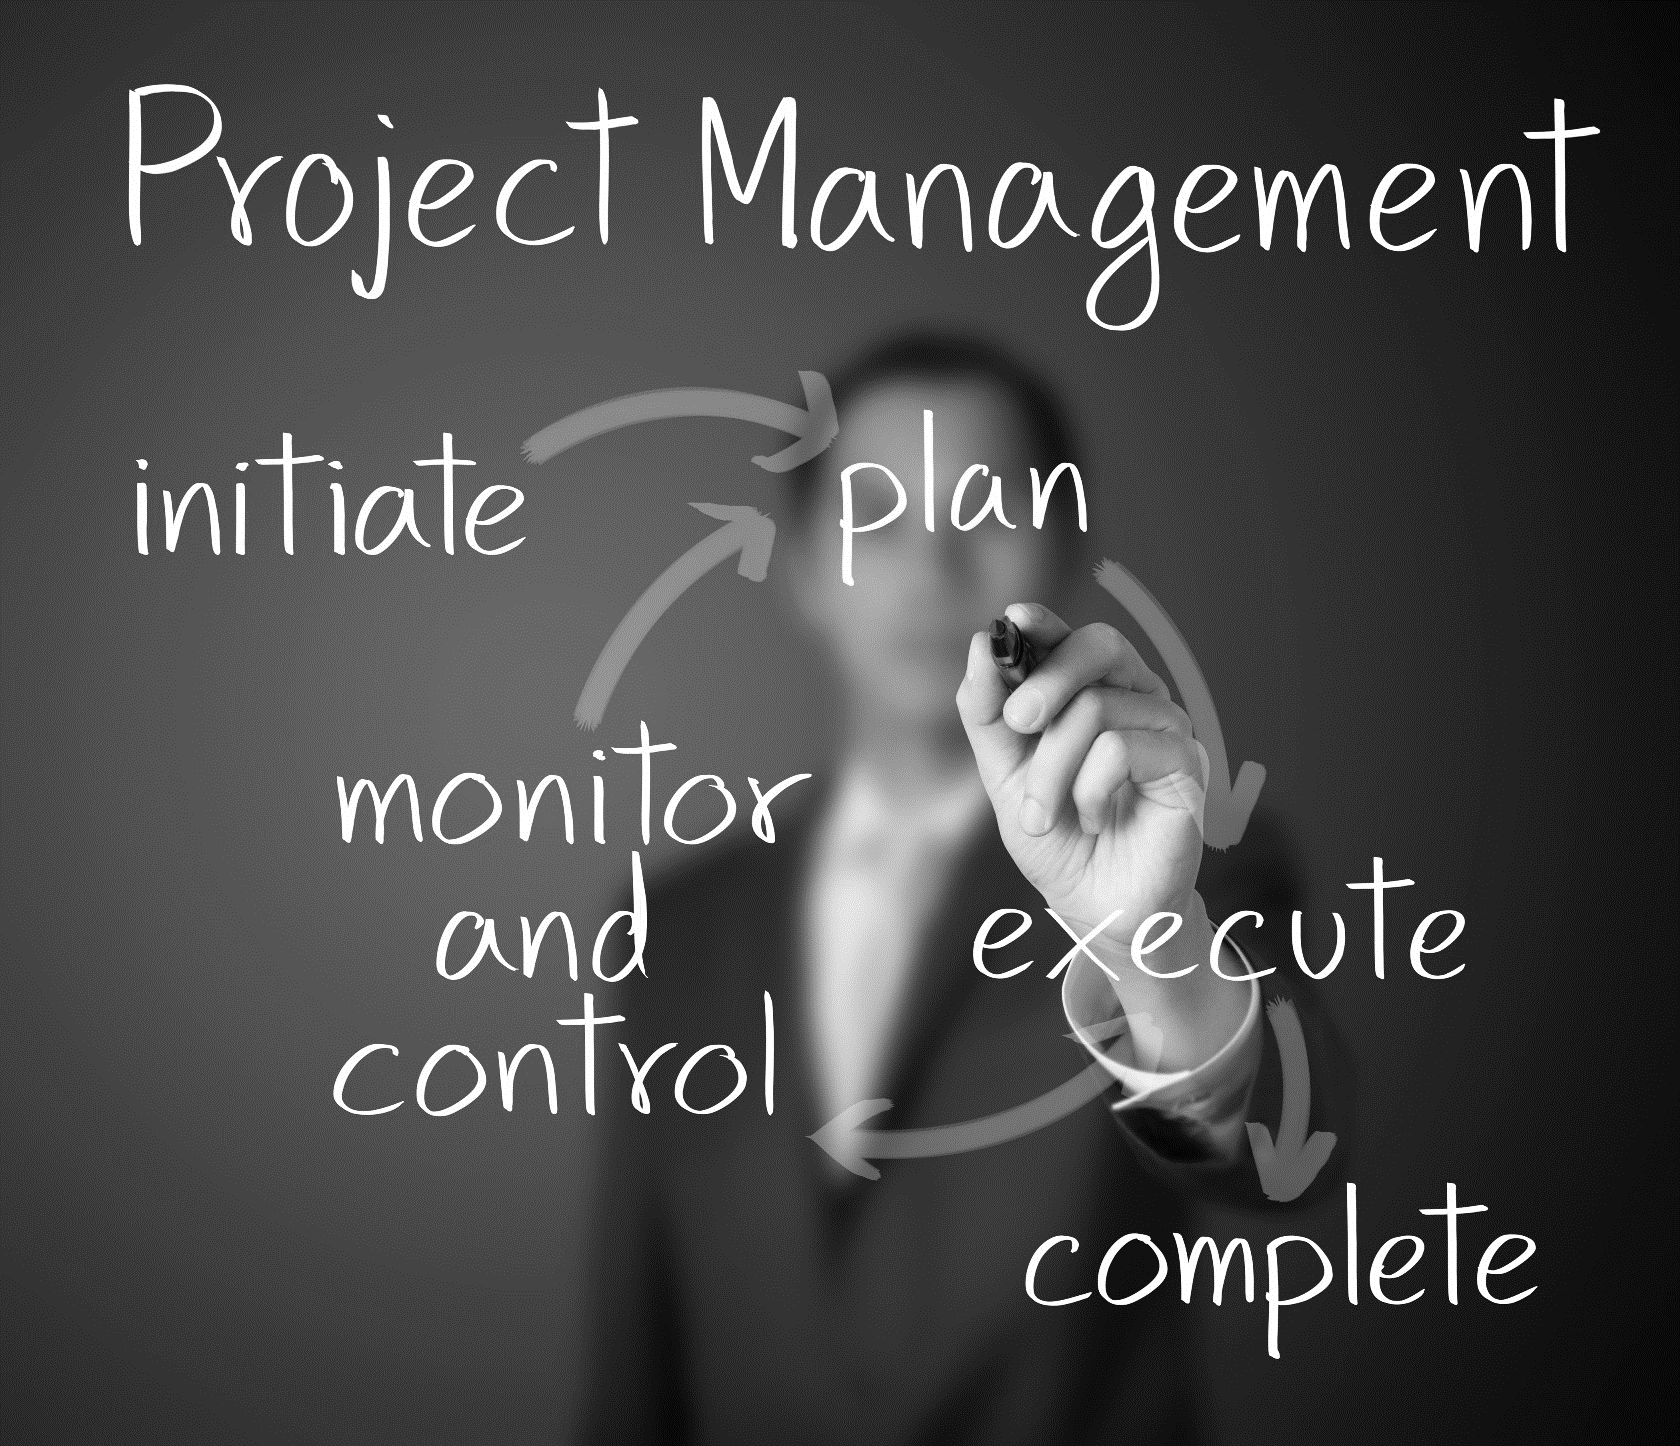 Project Management
initiate
plan
monitor
and
control
execute
complete